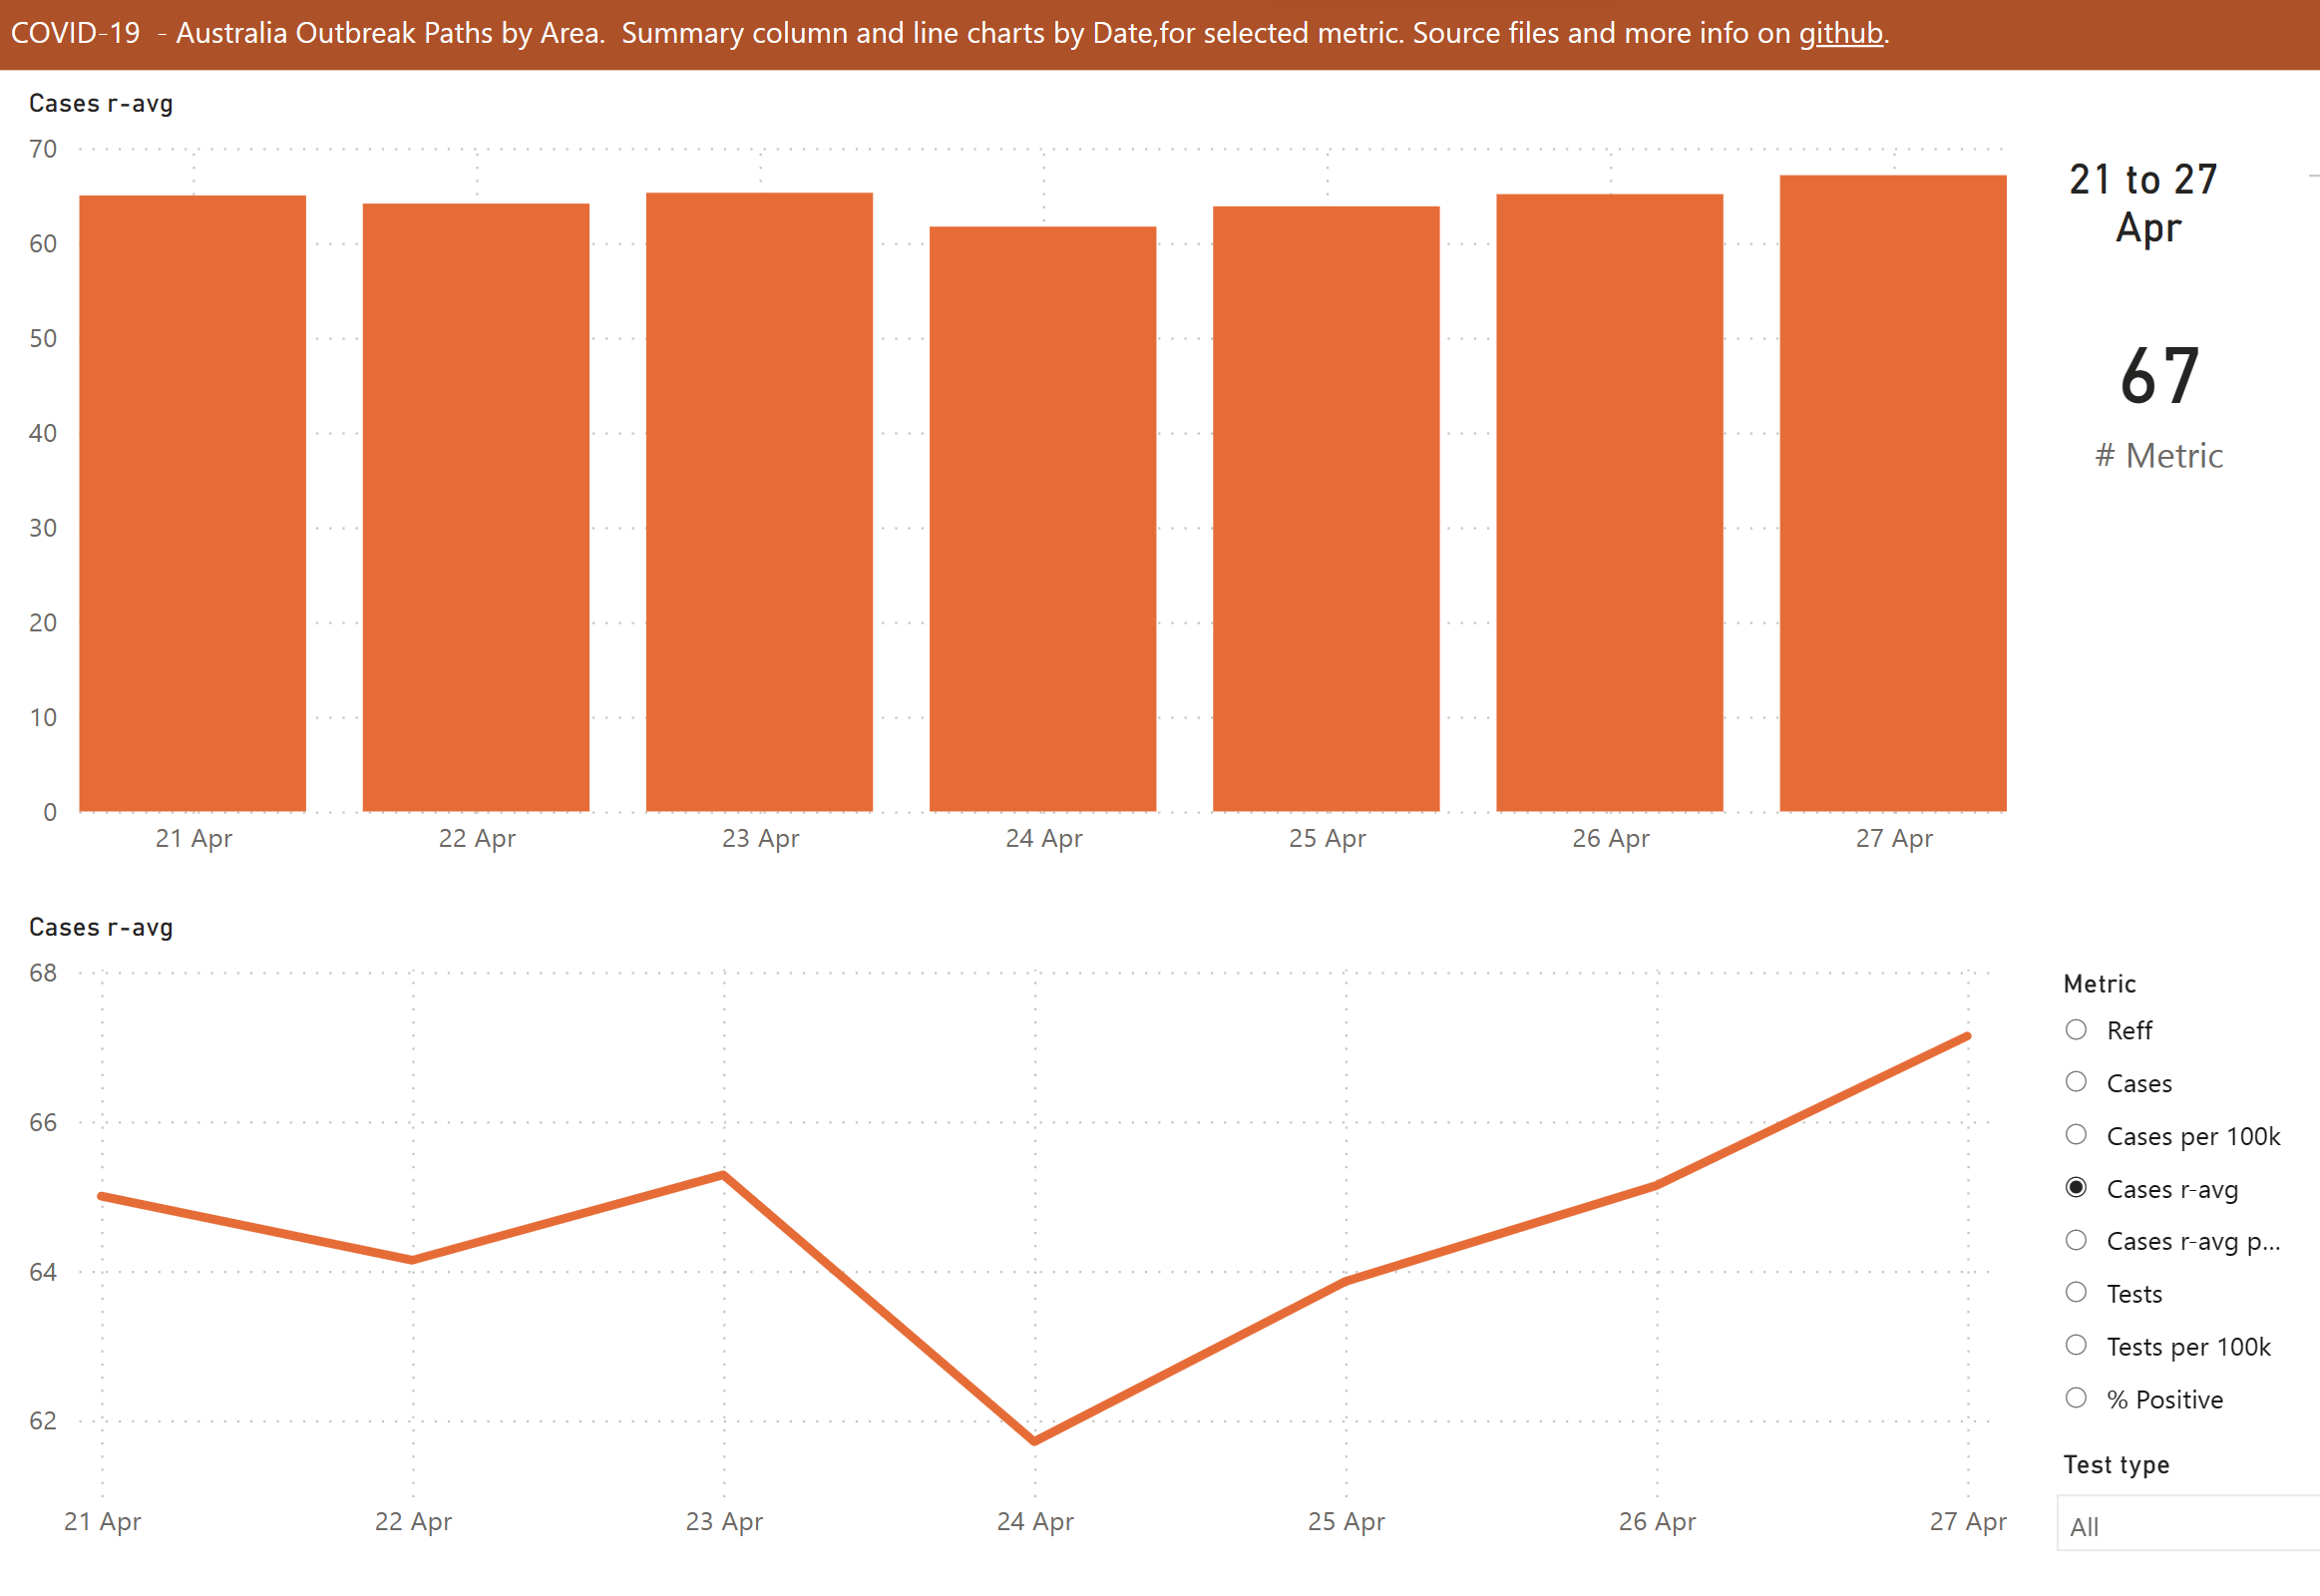 COVID-19  - Australia Outbreak Paths by Area.  Summary column and line charts by Date,for selected metric. Source files and more info on github.
Cases r-avg
70
60
50
40
30
20
10
0
21 Apr
22 Apr
23 Apr
24 Apr
25 Apr
26 Apr
27 Apr
21 to 27
Apr
67
# Metric
Cases r-avg
68
66
64
62
21 Apr
22 Apr
23 Apr
24 Apr
25 Apr
26 Apr
27 Apr
Metric
Reff
Cases
Cases per 100k
Cases r-avg
Cases r-avg p...
Tests
Tests per 100k
% Positive
Test type
All